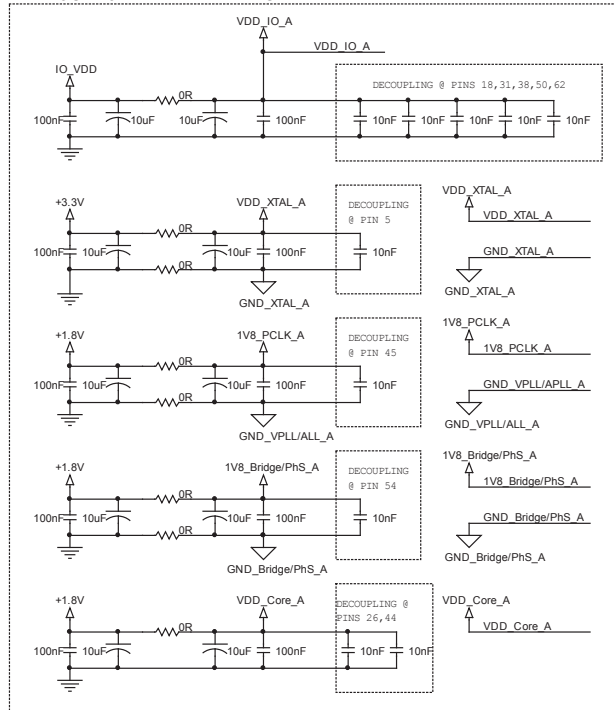 VDD_IO_A
VDD_IO_A
IO_VDD
DECOUPLING @ PINS 18,31,38,50,62
0R
100nF
10uF
10uF
100nF
10nF
10nF
10nF
10nF
10nF
+3.3V
VDD_XTAL_A
DECOUPLING
@ PIN 5
0R
100nF
10uF
10uF
100nF
10nF
0R
GND_XTAL_A
VDD_XTAL_A
VDD_XTAL_A
GND_XTAL_A
GND_XTAL_A
+1.8V
1V8_PCLK_A
DECOUPLING
@ PIN 45
0R
100nF
10uF
10uF
100nF
10nF
0R
GND_VPLL/ALL_A
1V8_PCLK_A
1V8_PCLK_A
GND_VPLL/APLL_A
GND_VPLL/ALL_A
+1.8V
1V8_Bridge/PhS_A
DECOUPLING
@ PIN 54
0R
100nF
10uF
10uF
100nF
10nF
0R
GND_Bridge/PhS_A
1V8_Bridge/PhS_A
1V8_Bridge/PhS_A
GND_Bridge/PhS_A
GND_Bridge/PhS_A
+1.8V
VDD_Core_A
DECOUPLING @
PINS 26,44
0R
100nF
10uF
10uF
100nF
10nF
10nF
VDD_Core_A
VDD_Core_A